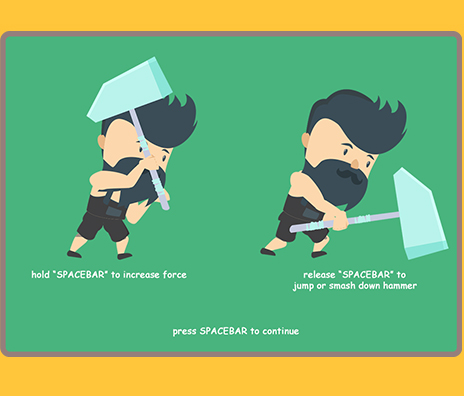 hold “SPACEBAR” to increase force
release “SPACEBAR” to
jump or smash down hammer
press SPACEBAR to continue